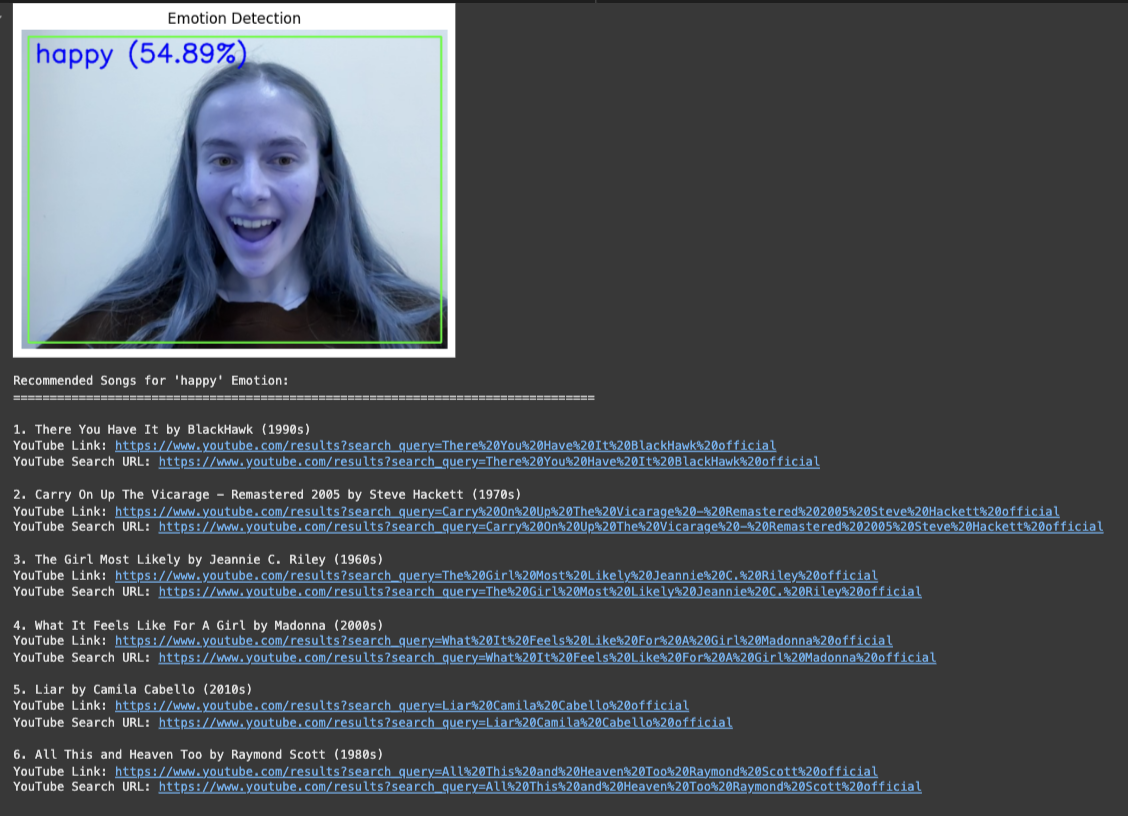 Emotion Detection
happy (54.89%)
Recommended Songs for 'happy' Emotion:
================================================================================
1. There You Have It by BlackHawk (1990s)
YouTube Link: https://www.youtube.com/results?search_query=There%20You%20Have%20It%20BlackHawk%20official
YouTube Search URL: https://www.youtube.com/results?search_query=There%20You%20Have%20It%20BlackHawk%20official
2. Carry On Up The Vicarage - Remastered 2005 by Steve Hackett (1970s)
YouTube Link: https://www.youtube.com/results?search_query=Carry%20On%20Up%20The%20Vicarage%20-%20Remastered%202005%20Steve%20Hackett%20official
YouTube Search URL: https://www.youtube.com/results?search_query=Carry%20On%20Up%20The%20Vicarage%20-%20Remastered%202005%20Steve%20Hackett%20official
3. The Girl Most Likely by Jeannie C. Riley (1960s)
YouTube Link: https://www.youtube.com/results?search_query=The%20Girl%20Most%20Likely%20Jeannie%20C.%20Riley%20official
YouTube Search URL: https://www.youtube.com/results?search_query=The%20Girl%20Most%20Likely%20Jeannie%20C.%20Riley%20official
4. What It Feels Like For A Girl by Madonna (2000s)
YouTube Link: https://www.youtube.com/results?search_query=What%20It%20Feels%20Like%20For%20A%20Girl%20Madonna%20official
YouTube Search URL: https://www.youtube.com/results?search_query=What%20It%20Feels%20Like%20For%20A%20Girl%20Madonna%20official
5. Liar by Camila Cabello (2010s)
YouTube Link: https://www.youtube.com/results?search_query=Liar%20Camila%20Cabello%20official
YouTube Search URL: https://www.youtube.com/results?search_query=Liar%20Camila%20Cabello%20official
6. All This and Heaven Too by Raymond Scott (1980s)
YouTube Link: https://www.youtube.com/results?search_query=All%20This%20and%20Heaven%20Too%20Raymond%20Scott%20official
YouTube Search URL: https://www.youtube.com/results?search_query=All%20This%20and%20Heaven%20Too%20Raymond%20Scott%20official